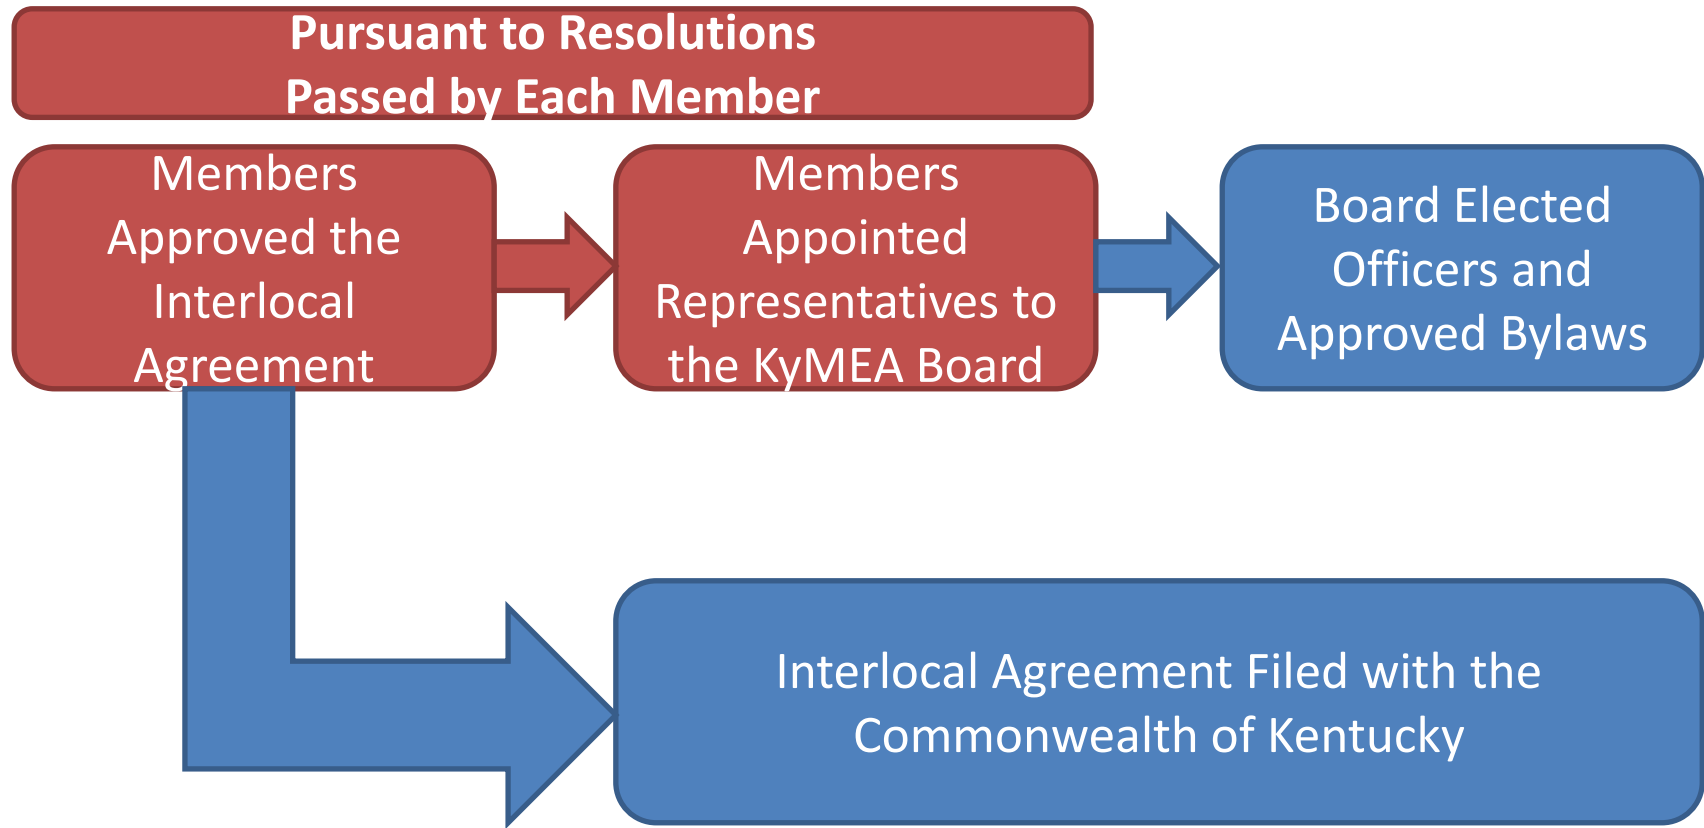 Pursuant to Resolutions
Passed by Each Member
Members
Approved the
Interlocal
Agreement
Members
Appointed
Representatives to
the KyMEA Board
Board Elected
Officers and
Approved Bylaws
Interlocal Agreement Filed with the
Commonwealth of Kentucky